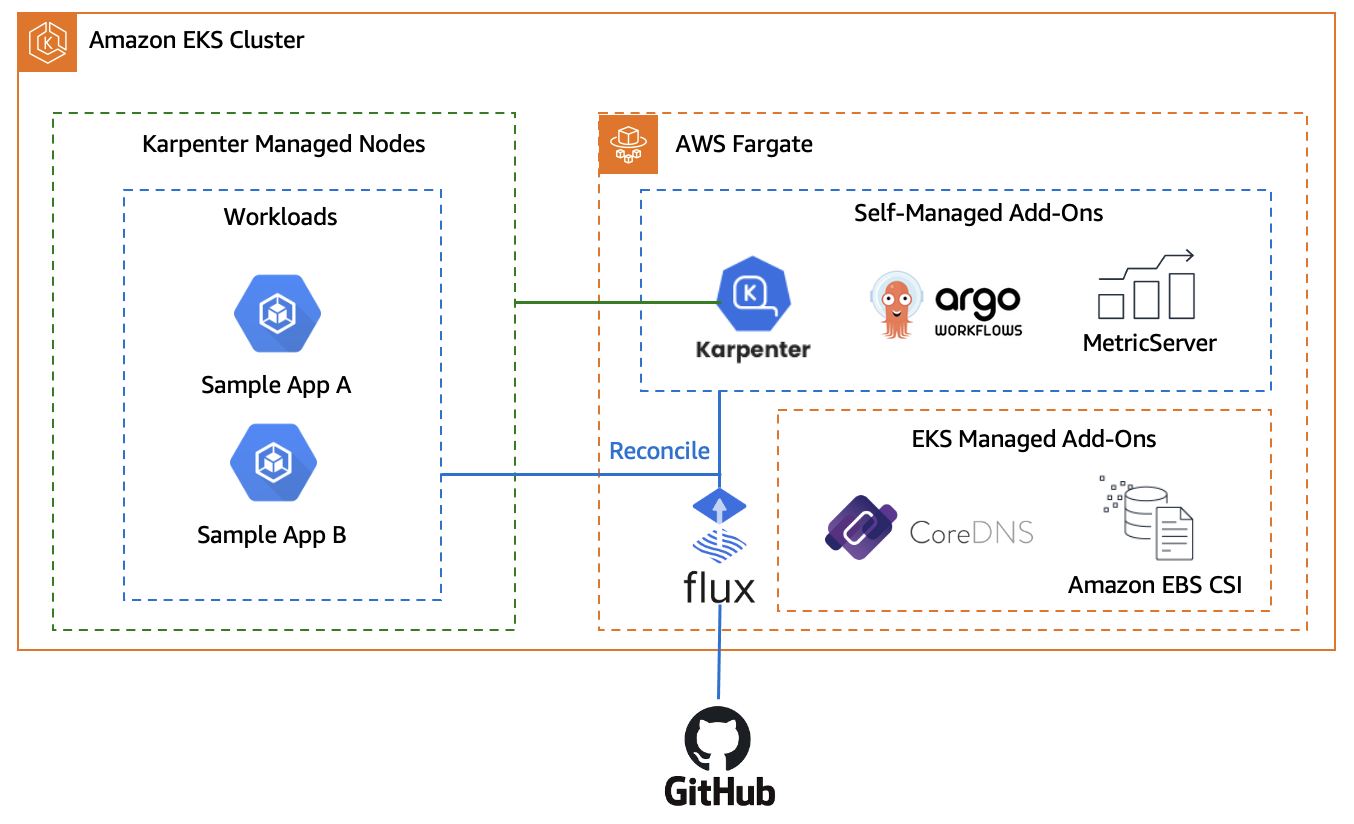 Amazon EKS Cluster
Karpenter Managed Nodes
Workloads
Sample App A
Sample App B
AWS Fargate
Self-Managed Add-Ons
K
Karpenter
argo
WORKFLOWS
MetricServer
Reconcile
flux
EKS Managed Add-Ons
CoreDNS
Amazon EBS CSI
GitHub
K